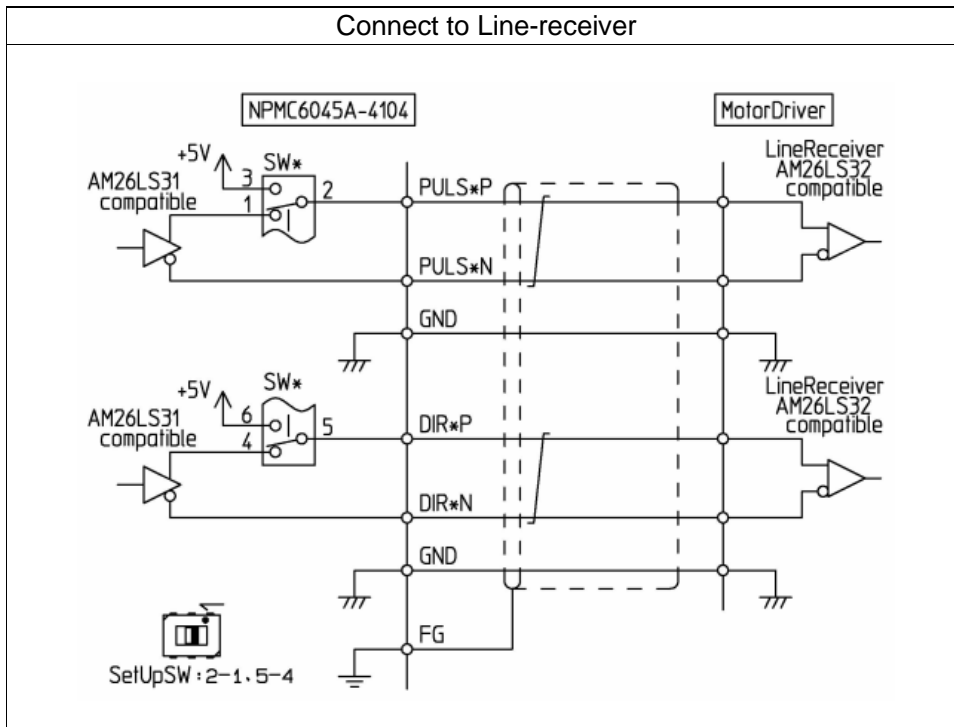 Connect to Line-receiver
NPMC6045A-4104
MotorDriver
+5V
SW*
3
2
1
AM26LS31
compatible
PULS*P
PULS*N
GND
LineReceiver
AM26LS32
compatible
+5V
SW*
6
5
4
AM26LS31
compatible
DIR*P
DIR*N
GND
LineReceiver
AM26LS32
compatible
FG
SetUpSW:2-1.5-4